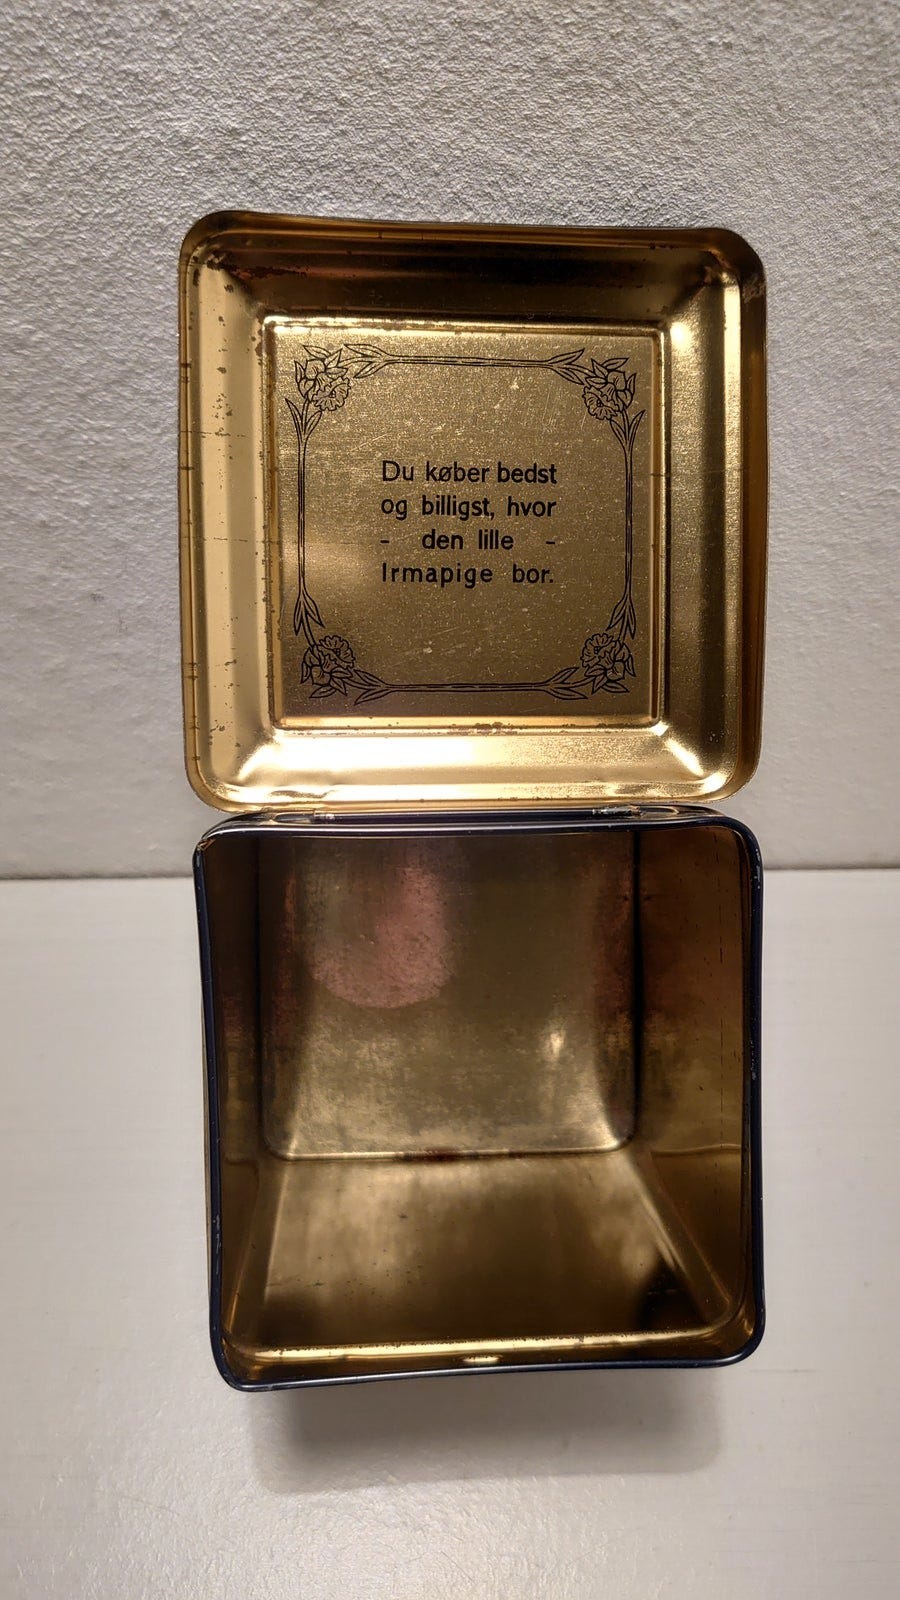 Du køber bedst
og billigst, hvor
- den lille -
Irmapige bor.